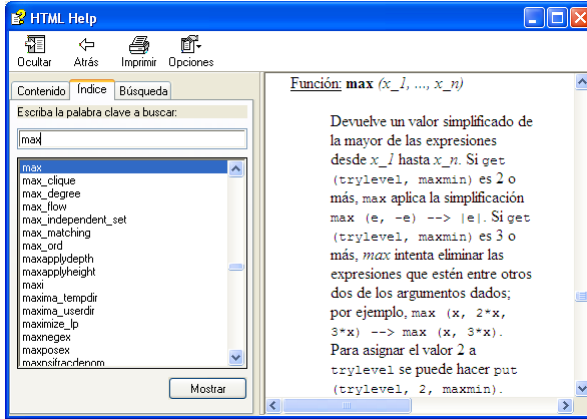 HTML Help
Ocultar Atrás Imprimir Opciones
Contenido Índice Búsqueda
Escriba la palabra clave a buscar:
max
max
max_clique
max_degree
max_flow
max_independent_set
max_matching
max_ord
maxapplydepth
maxapplyheight
maxi
maxima_tempdir
maxima_userdir
maximize_lp
maxnegex
maxposex
maxpsifracdenom
Mostrar
Función: max (x_1, ..., x_n)
Devuelve un valor simplificado de
la mayor de las expresiones
desde x_1 hasta x_n. Si get
(trylevel, maxmin) es 2 o
más, max aplica la simplificación
max (e, -e) --> |e|. Si get
(trylevel, maxmin) es 3 o
más, max intenta eliminar las
expresiones que estén entre otros
dos de los argumentos dados;
por ejemplo, max (x, 2*x,
3*x) --> max (x, 3*x).
Para asignar el valor 2 a
trylevel se puede hacer put
(trylevel, 2, maxmin).